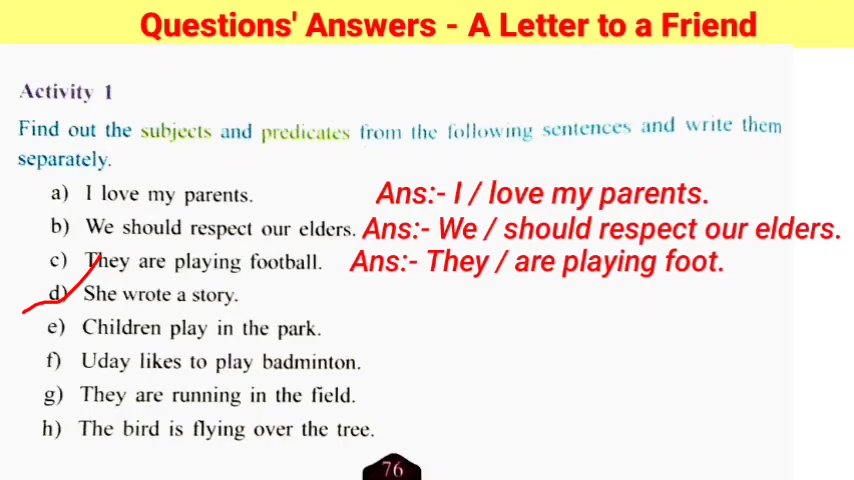 Questions' Answers - A Letter to a Friend
Activity 1
Find out the subjects and predicates from the following sentences and write them
separately.
a) I love my parents. Ans:- I / love my parents.
b) We should respect our elders. Ans:- We / should respect our elders.
c) They are playing football. Ans:- They / are playing foot.
d) She wrote a story.
e) Children play in the park.
f) Uday likes to play badminton.
g) They are running in the field.
h) The bird is flying over the tree.
76